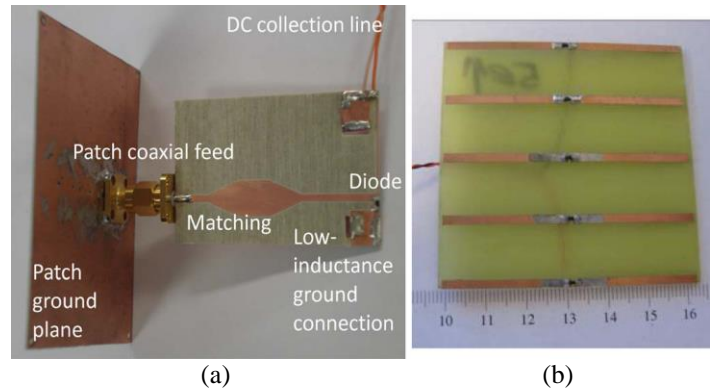 DC collection line
Patch coaxial feed
Diode
Matching
Low-
inductance
ground
connection
Patch
ground
plane
(a)
10 11 12 13 14 15 16
(b)